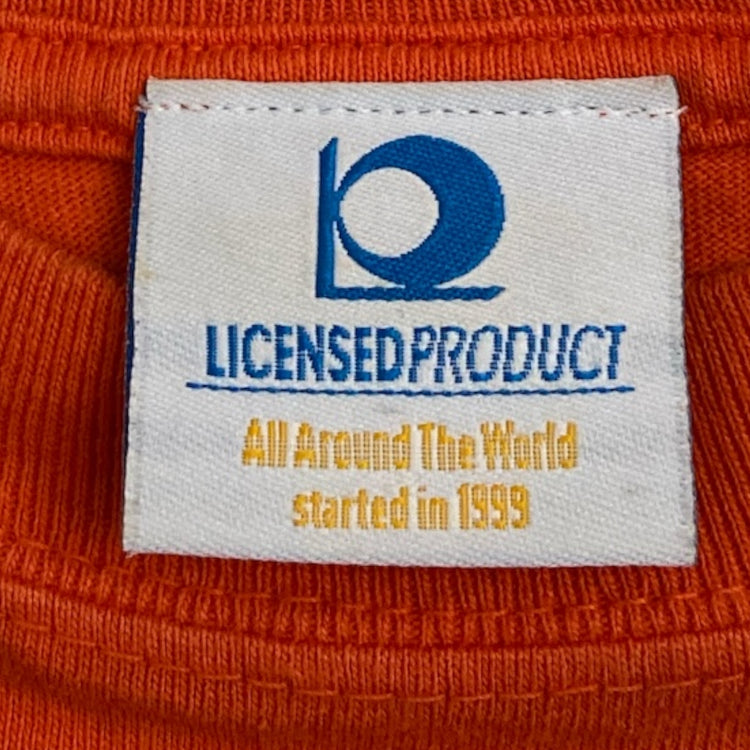 LICENSEDPRODUCT
All Around The World
started in 1999